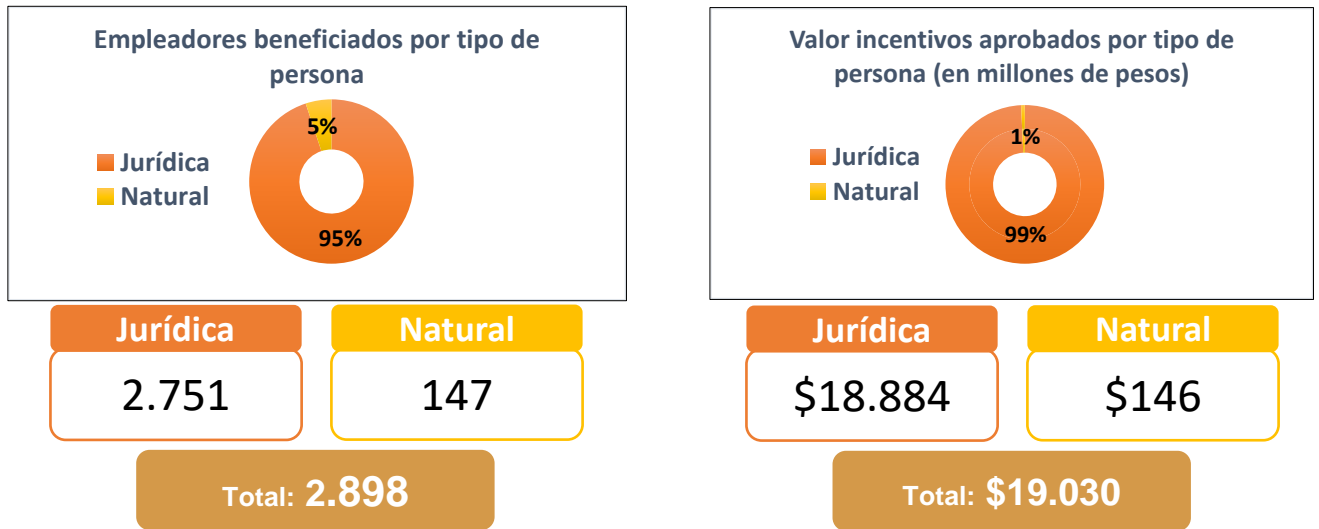 Empleadores beneficiados por tipo de
persona
Jurídica
Natural
5%
95%
Jurídica
Natural
2.751
147
Total: 2.898
Valor incentivos aprobados por tipo de
persona (en millones de pesos)
Jurídica
Natural
1%
99%
Jurídica
Natural
$18.884
$146
Total: $19.030